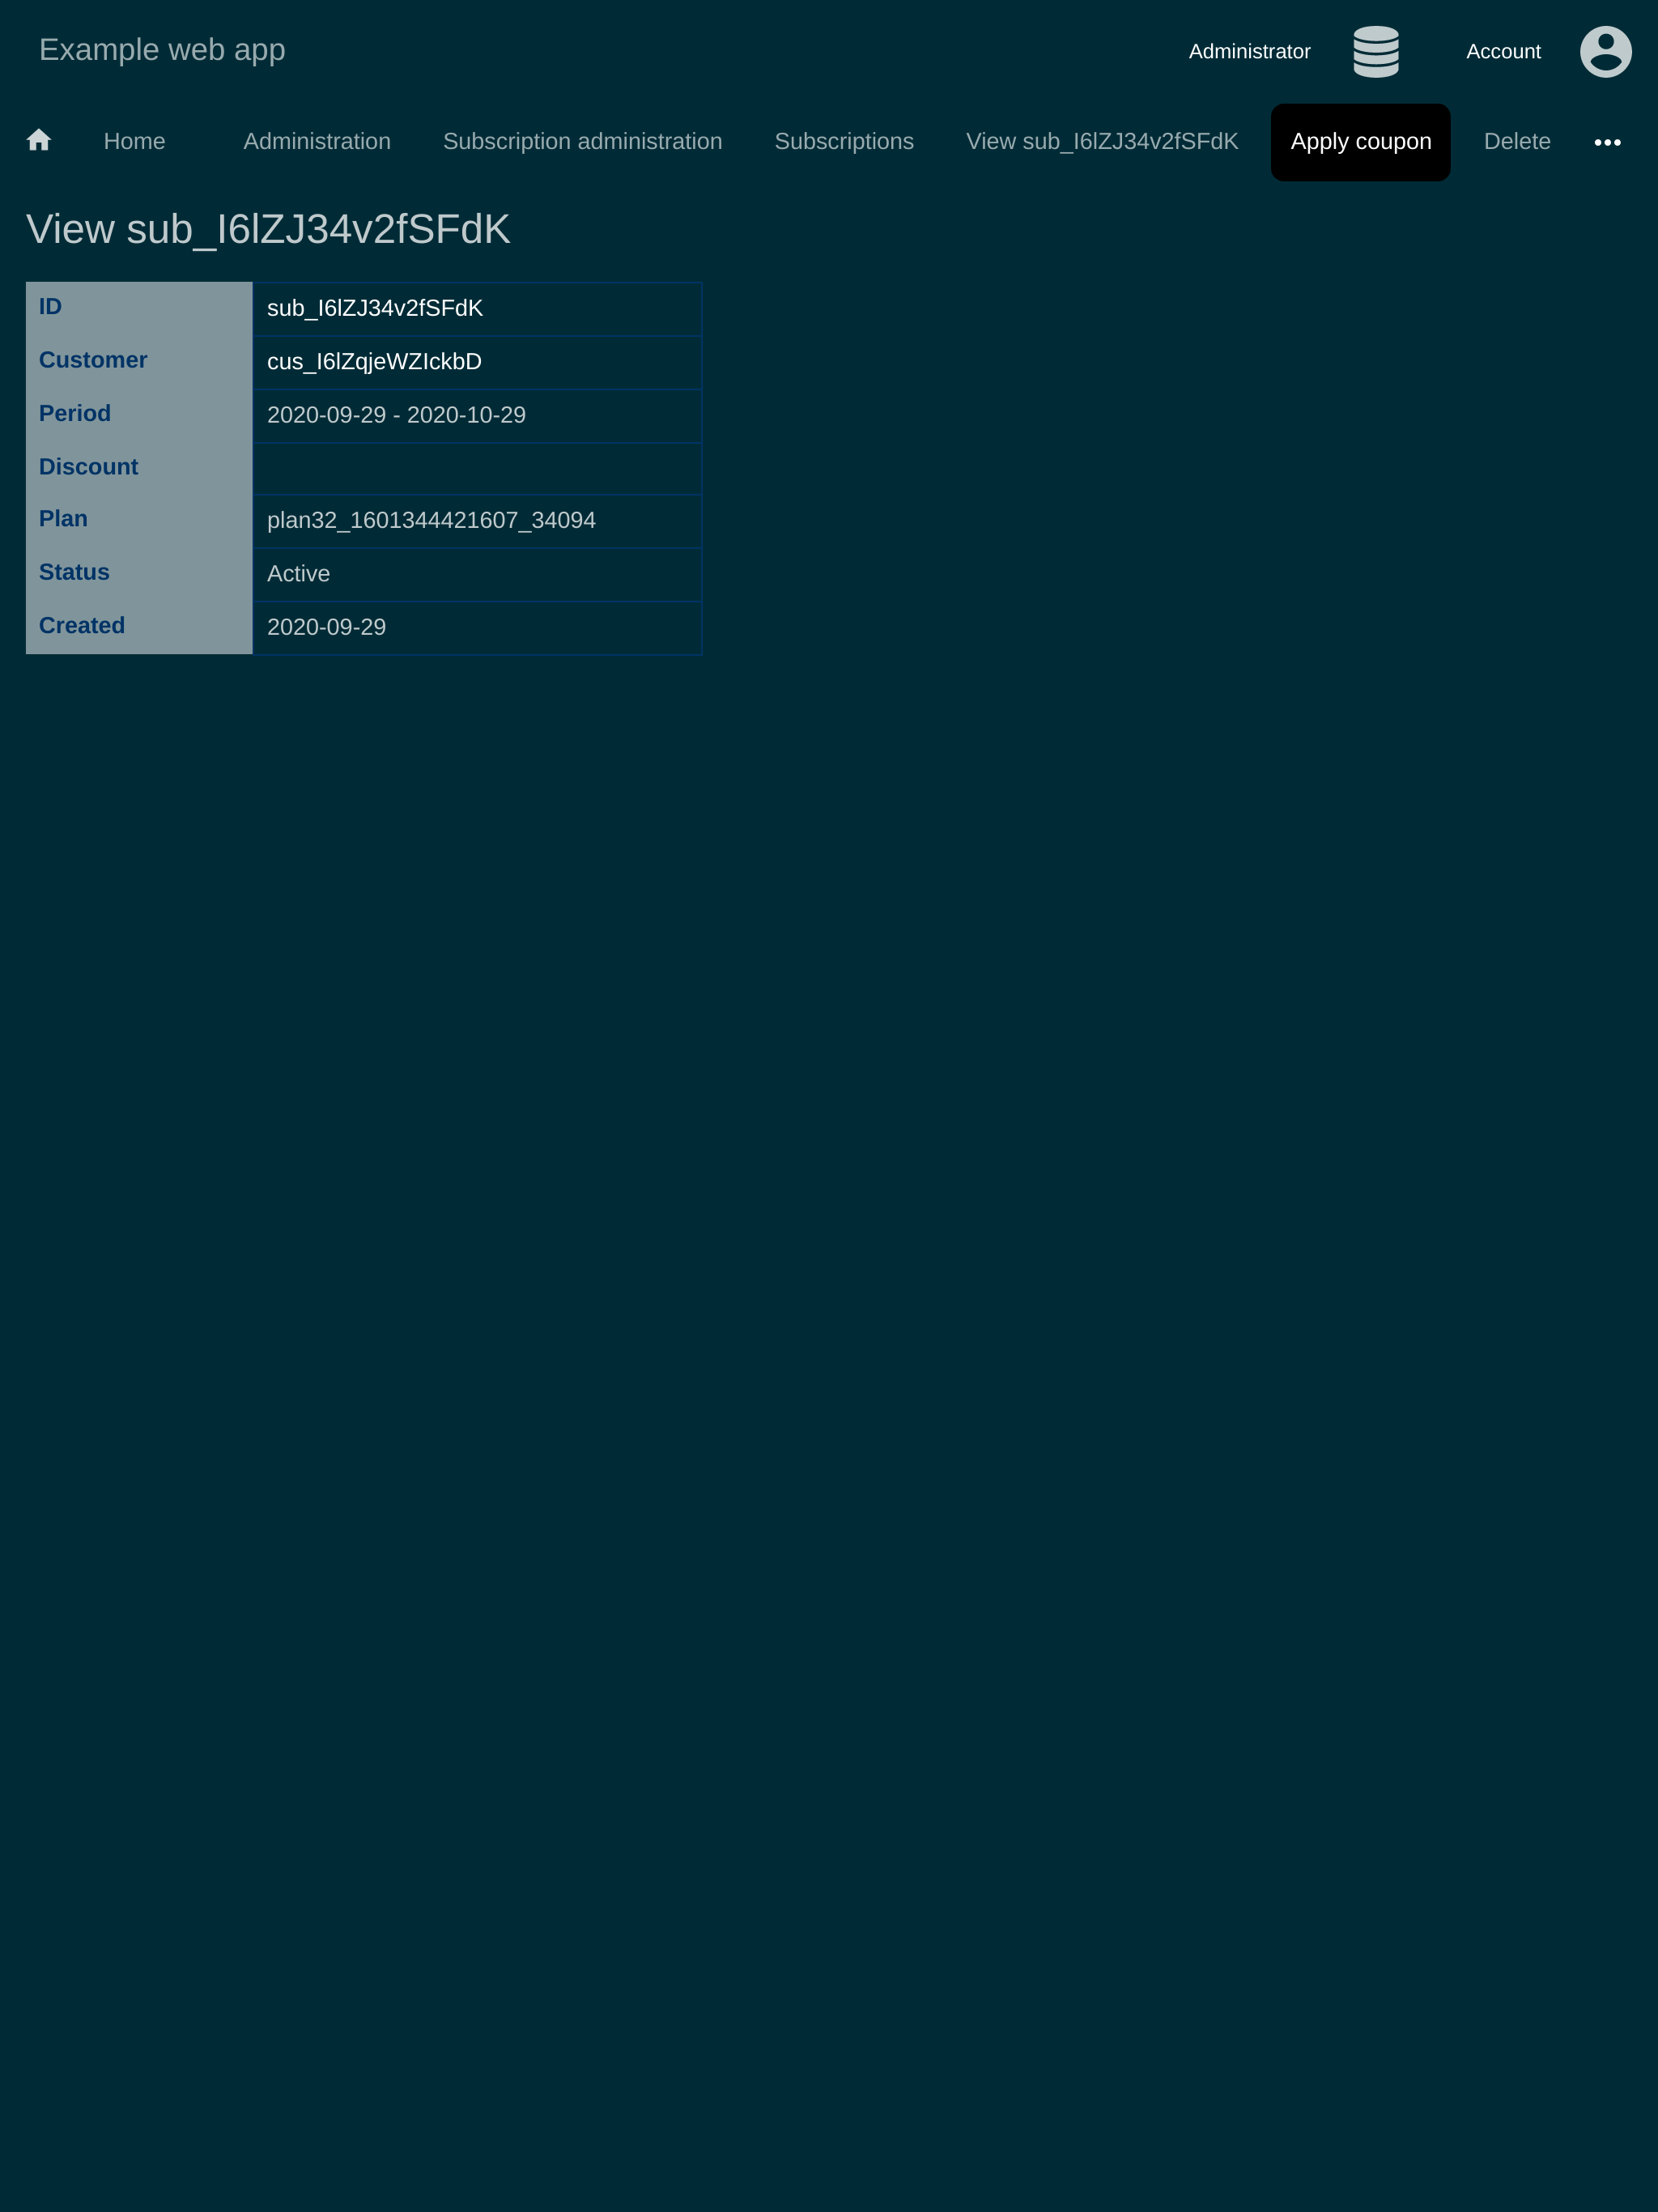 Example web app
Administrator
Account
Home
Administration
Subscription administration
Subscriptions
View sub_I6lZJ34v2fSFdK
Apply coupon
Delete
View sub_I6lZJ34v2fSFdK
ID sub_I6lZJ34v2fSFdK
Customer cus_I6lZqjeWZIckbD
Period 2020-09-29 - 2020-10-29
Discount
Plan plan32_1601344421607_34094
Status Active
Created 2020-09-29